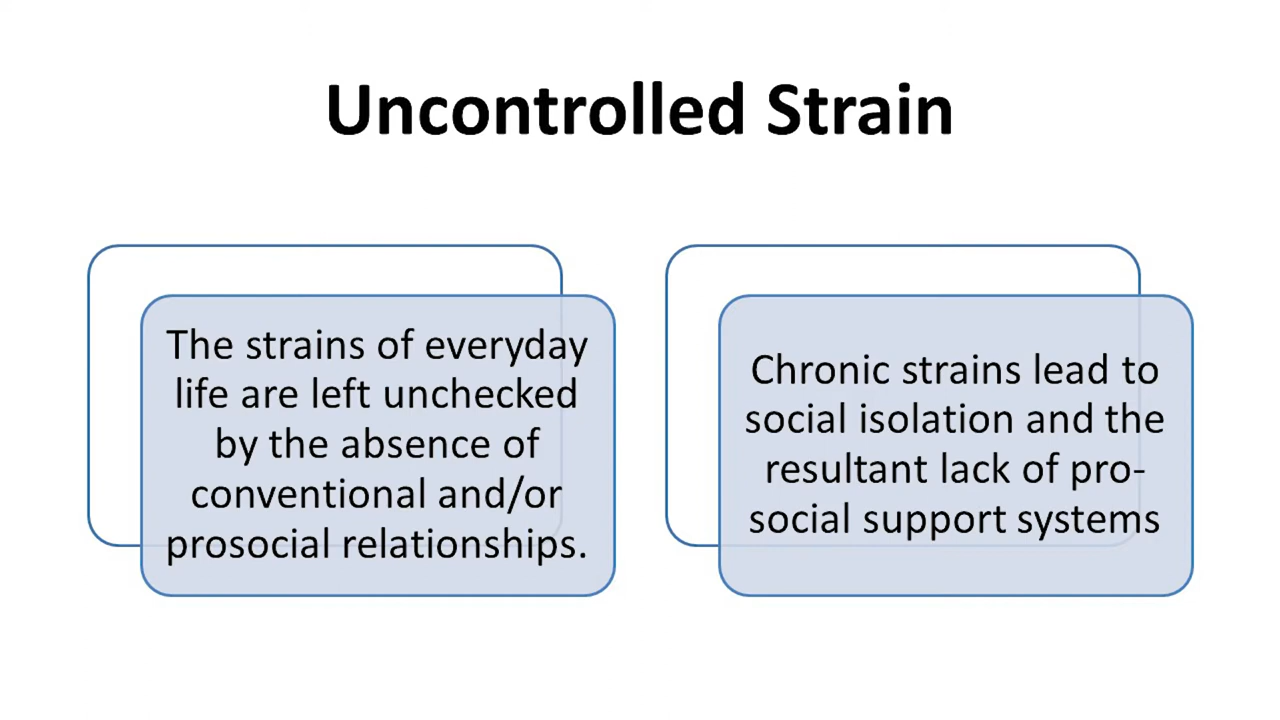 Uncontrolled Strain
The strains of everyday
life are left unchecked
by the absence of
conventional and/or
prosocial relationships.
Chronic strains lead to
social isolation and the
resultant lack of pro-
social support systems